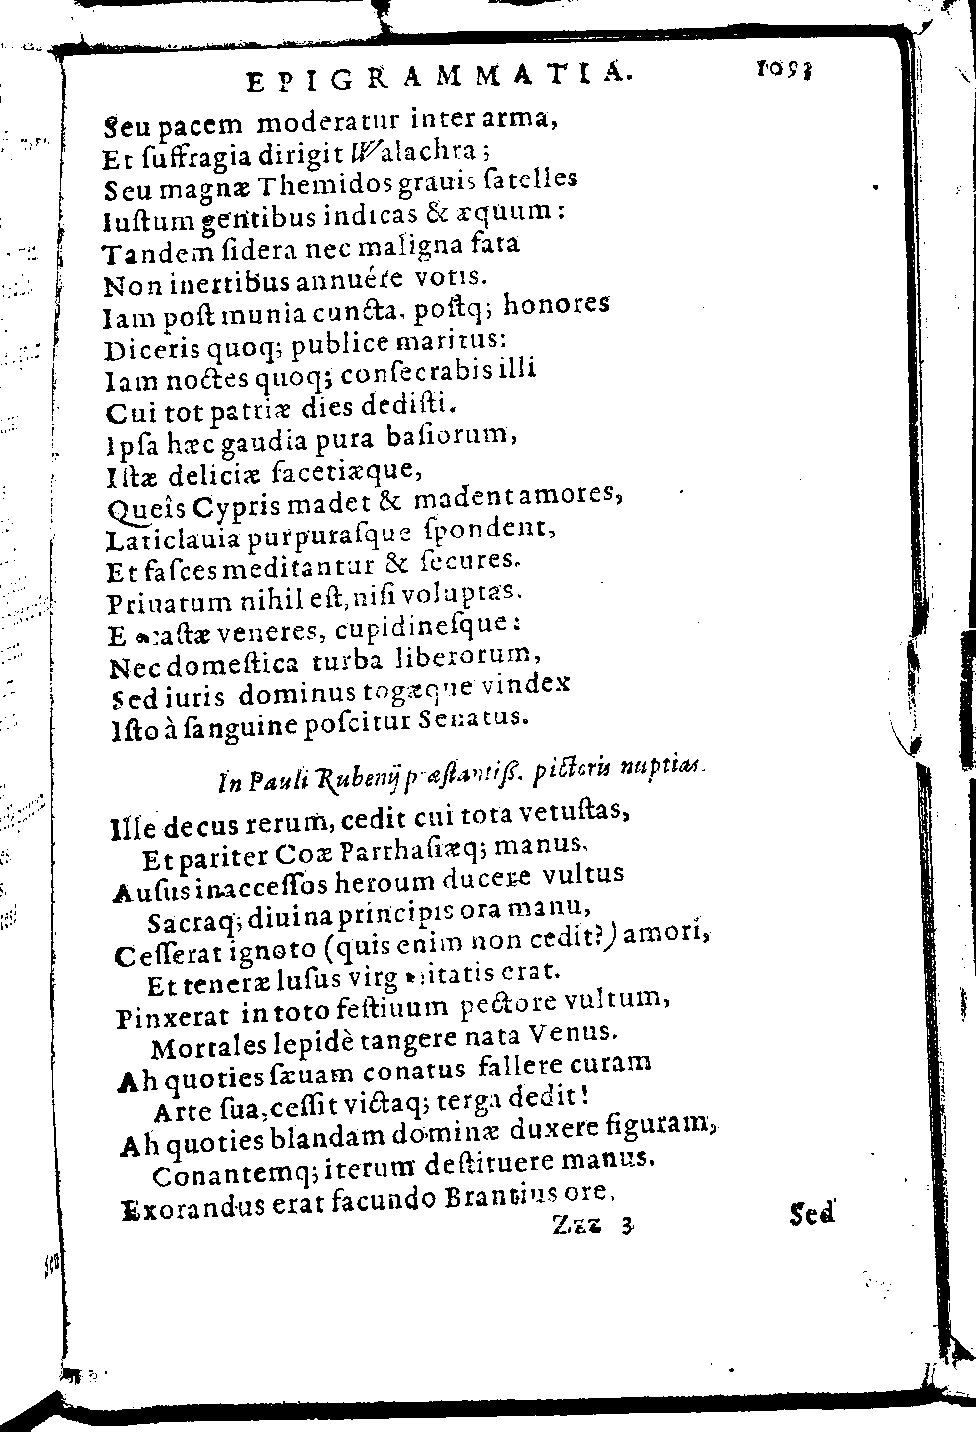 EPIGRAMMATIA. 1093
Seu pacem moderatur inter arma,
Et ſuffragia dirigit Walachra;
Seu magnæ Themidos grauis ſatelles
Iuſtum gentibus indicas & æquum:
Tandem ſidera nec maligna fata
Non inertibus annuére votis.
Iam poſt munia cuncta, poſtq; honores
Diceris quoq; publice maritus:
Iam noctes quoq; conſecrabis illi
Cui tot patriæ dies dediſti.
Ipſa hæc gaudia pura baſiorum,
Iſtæ deliciæ facetiæque,
Queîs Cypris madet & madent amores,
Laticlauia purpuraſque ſpondent,
Et faſces meditantur & ſecures.
Priuatum nihil eſt, niſi voluptas.
E caſtæ veneres, cupidineſque:
Nec domeſtica turba liberorum,
Sed iuris dominus togæque vindex
Iſto à ſanguine poſcitur Senatus.
In Pauli Rubenij præſtantiſſ. pictoris nuptias.
Ille decus rerum, cedit cui tota vetuſtas,
Et pariter Coæ Parrhaſiæq; manus.
Auſus inacceſſos heroum ducere vultus
Sacraq; diuina principis ora manu,
Ceſſerat ignoto (quis enim non cedit?) amori,
Et teneræ luſus virginitatis erat.
Pinxerat in toto feſtiuum pectore vultum,
Mortales lepidè tangere nata Venus.
Ah quoties ſæuam conatus fallere curam
Arte ſua, ceſſit victaq; terga dedit!
Ah quoties blandam dominæ duxere figuram,
Conantemq; iterum deſtituere manus.
Exorandus erat facundo Brantius ore,
Zzz 3 Sed